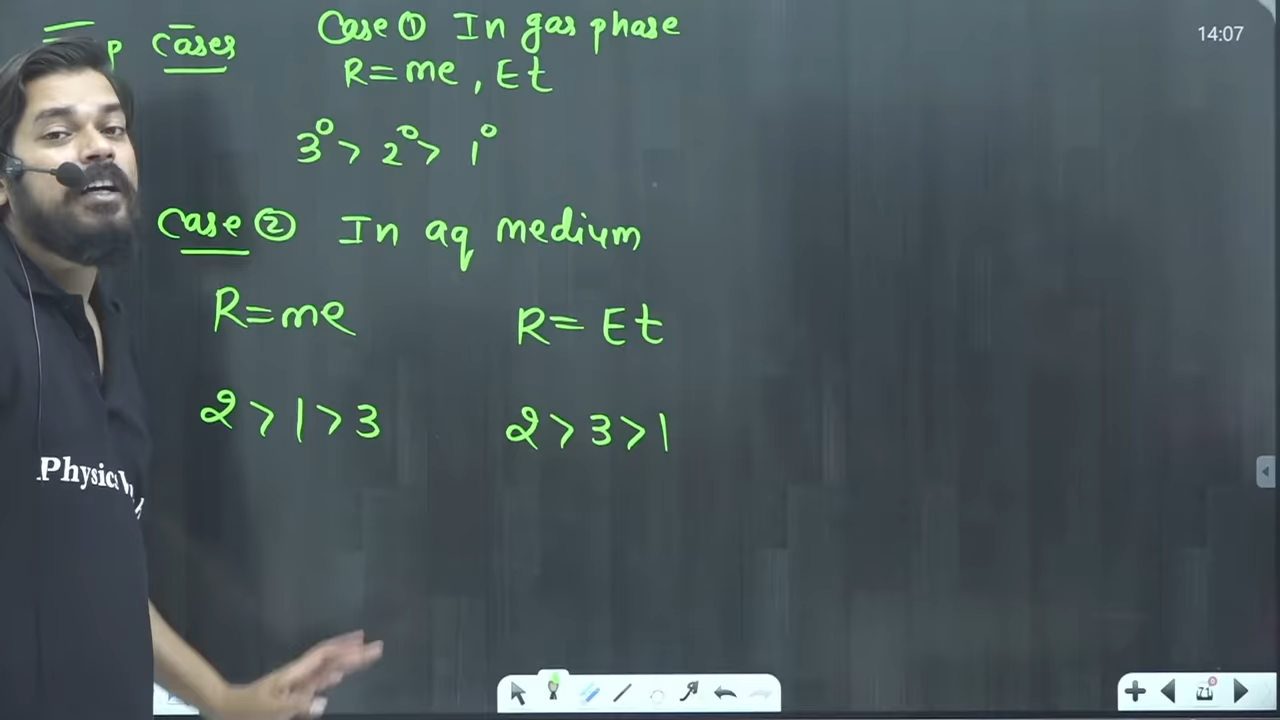 cases
Case ① In gas phase
R = me , Et
3° > 2° > 1°
Case ② In aq medium
R = me
R = Et
2 > 1 > 3
2 > 3 > 1
14:07
71